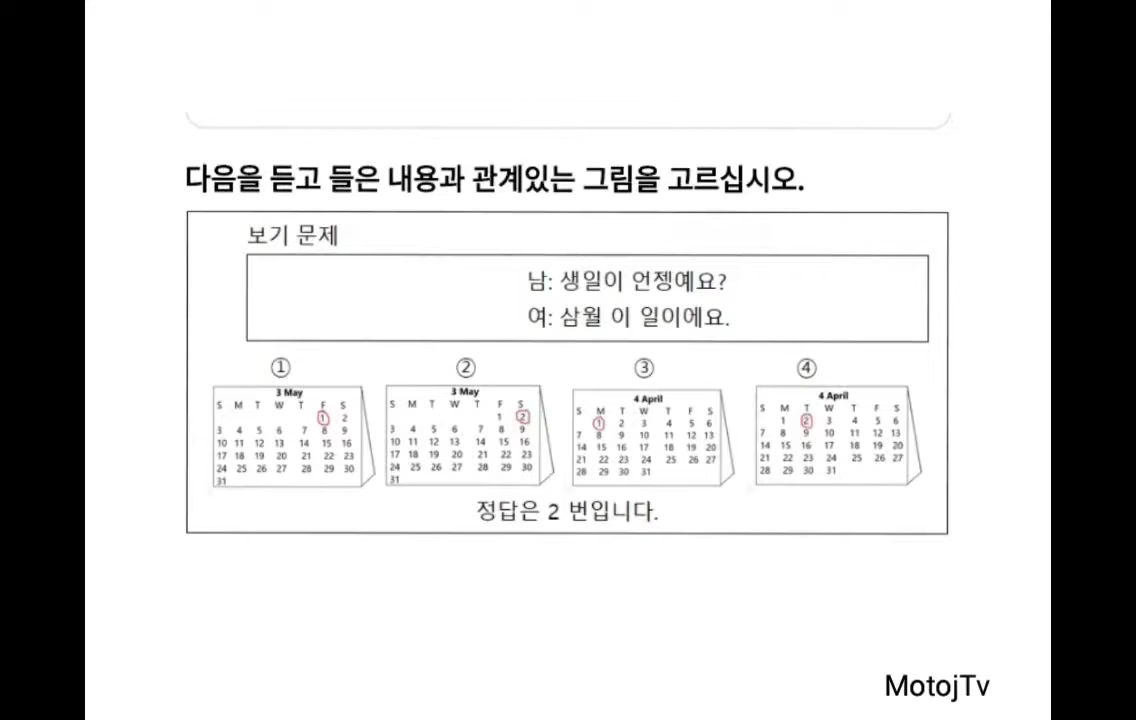 다음을 듣고 들은 내용과 관계있는 그림을 고르십시오.
보기 문제
남: 생일이 언젱예요?
여: 삼월 이 일이에요.
① ② ③ ④
3 May
S M T W T F S
1 2
3 4 5 6 7 8 9
10 11 12 13 14 15 16
17 18 19 20 21 22 23
24 25 26 27 28 29 30
31
3 May
S M T W T F S
1 2
3 4 5 6 7 8 9
10 11 12 13 14 15 16
17 18 19 20 21 22 23
24 25 26 27 28 29 30
31
4 April
S M T W T F S
1 2 3 4 5 6
7 8 9 10 11 12 13
14 15 16 17 18 19 20
21 22 23 24 25 26 27
28 29 30 31
4 April
S M T W T F S
1 2 3 4 5 6
7 8 9 10 11 12 13
14 15 16 17 18 19 20
21 22 23 24 25 26 27
28 29 30 31
정답은 2 번입니다.
MotojTv